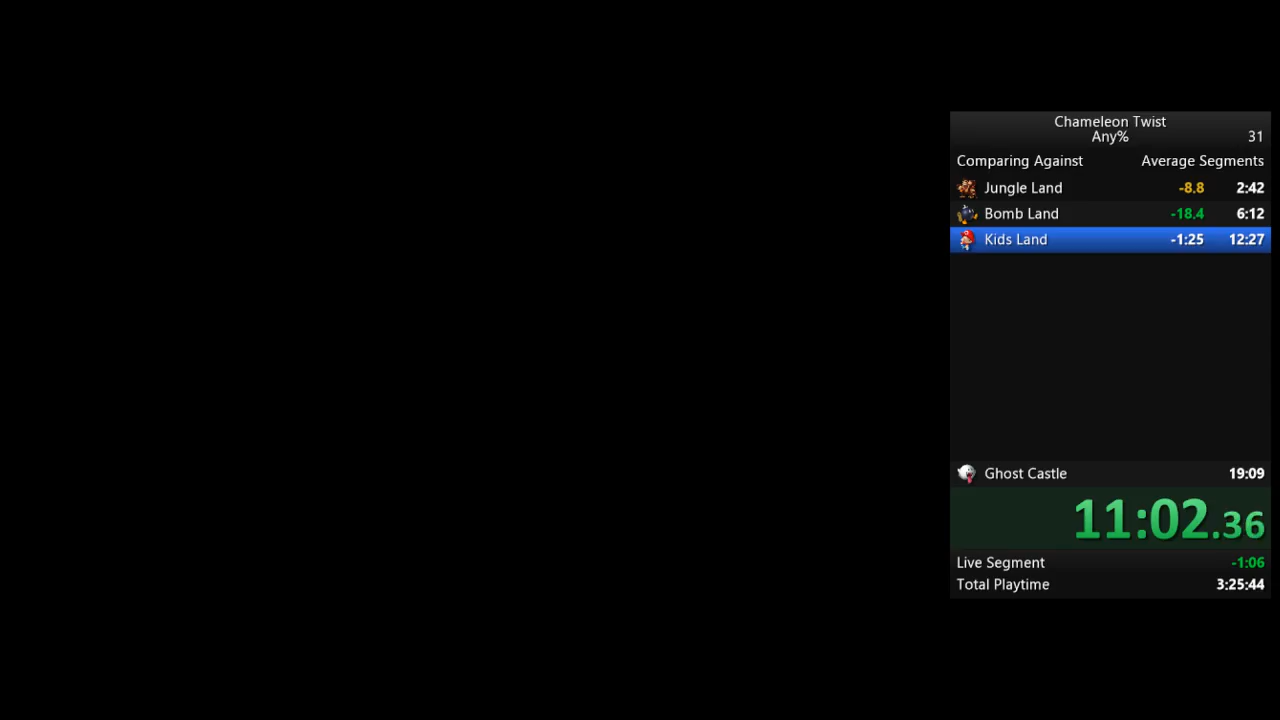 Chameleon Twist
Any% 31
Comparing Against Average Segments
Jungle Land -8.8 2:42
Bomb Land -18.4 6:12
Kids Land -1:25 12:27
Ghost Castle 19:09
11:02.36
Live Segment -1:06
Total Playtime 3:25:44